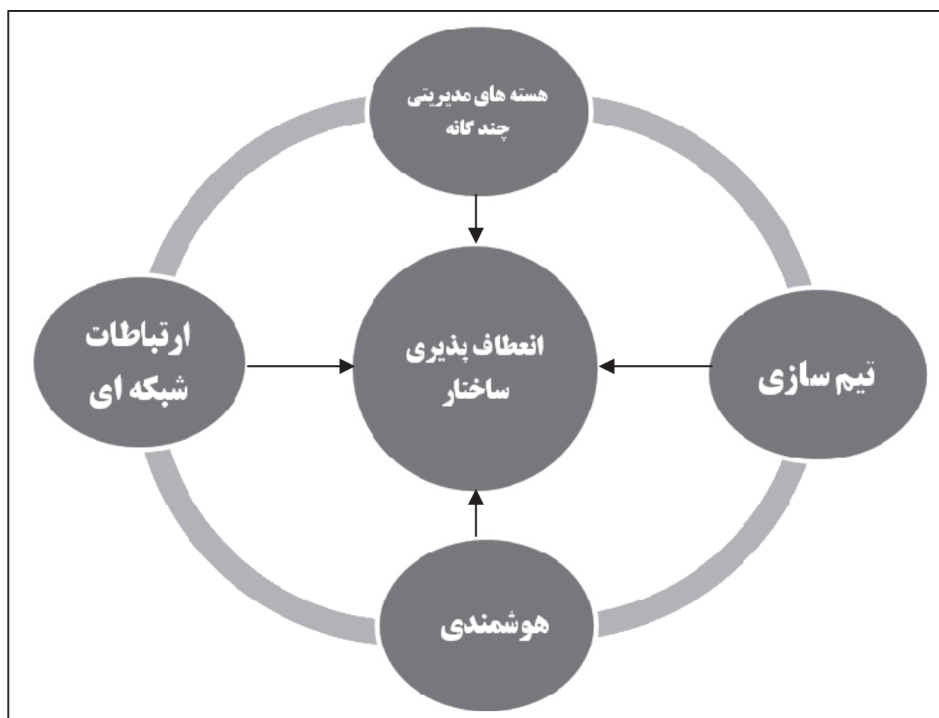 هسته های مدیریتی
چند گانه
انعطاف پذیری
ساختار
تیم سازی
ارتباطات
شبکه ای
هوشمندی